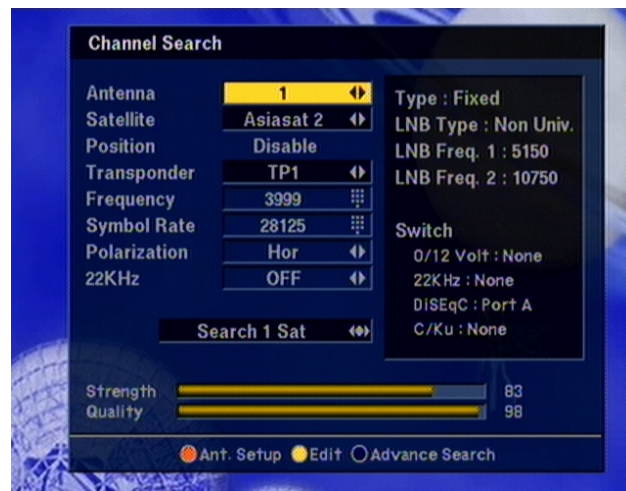 Channel Search
Antenna 1
Satellite Asiasat 2
Position Disable
Transponder TP1
Frequency 3999
Symbol Rate 28125
Polarization Hor
22KHz OFF
Search 1 Sat
Type : Fixed
LNB Type : Non Univ.
LNB Freq. 1 : 5150
LNB Freq. 2 : 10750
Switch
0/12 Volt : None
22KHz : None
DiSEqC : Port A
C/Ku : None
Strength 83
Quality 98
Ant. Setup Edit Advance Search